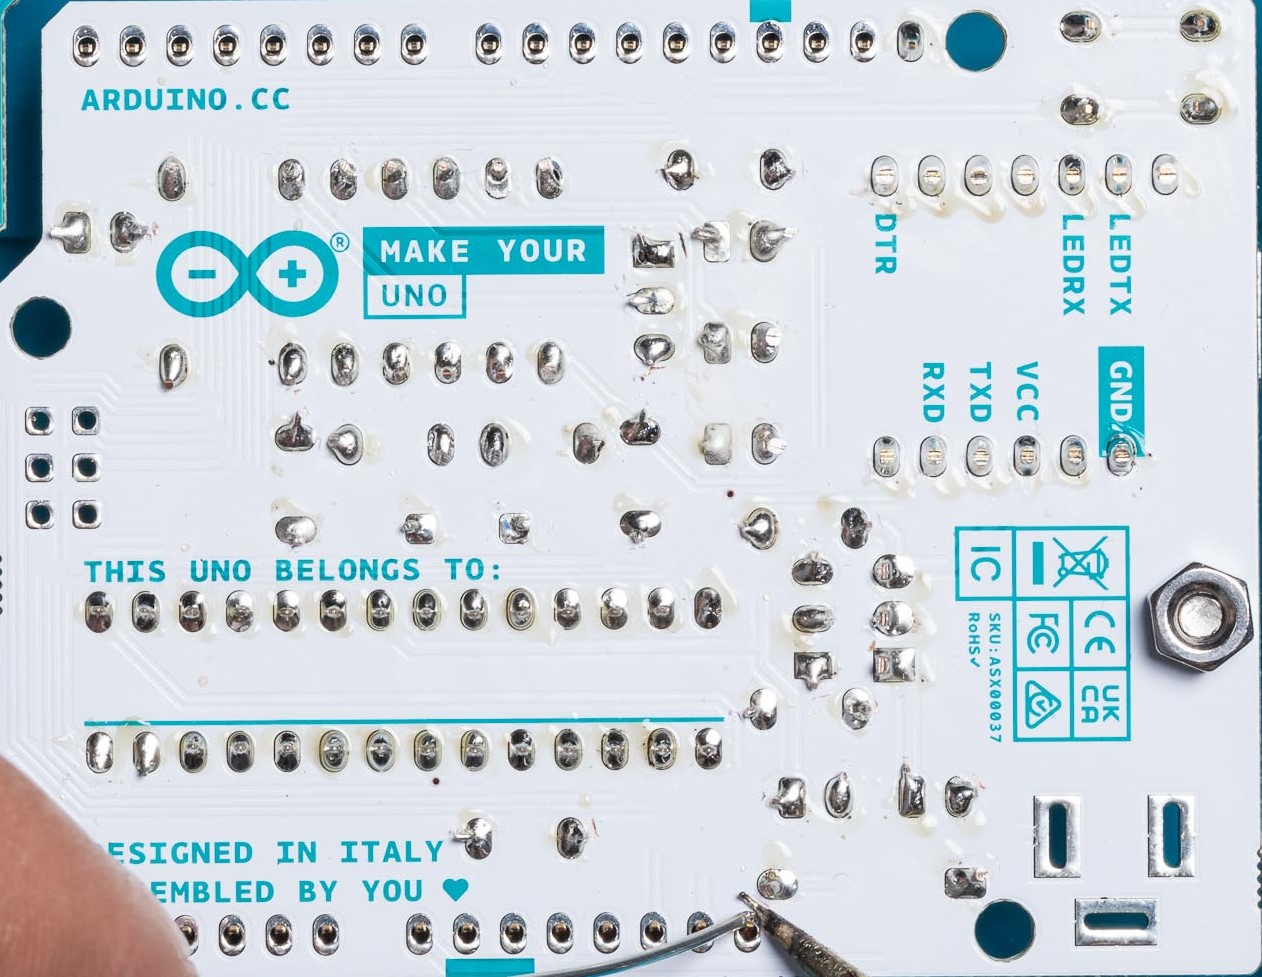 ARDUINO.CC
®
MAKE YOUR
UNO
DTR
LEDRX
LEDTX
RXD
TXD
VCC
GND
THIS UNO BELONGS TO:
IC
FC
CE
UK
CA
SKU:ASX00037
RoHS✓
ESIGNED IN ITALY
EMBLED BY YOU ♥